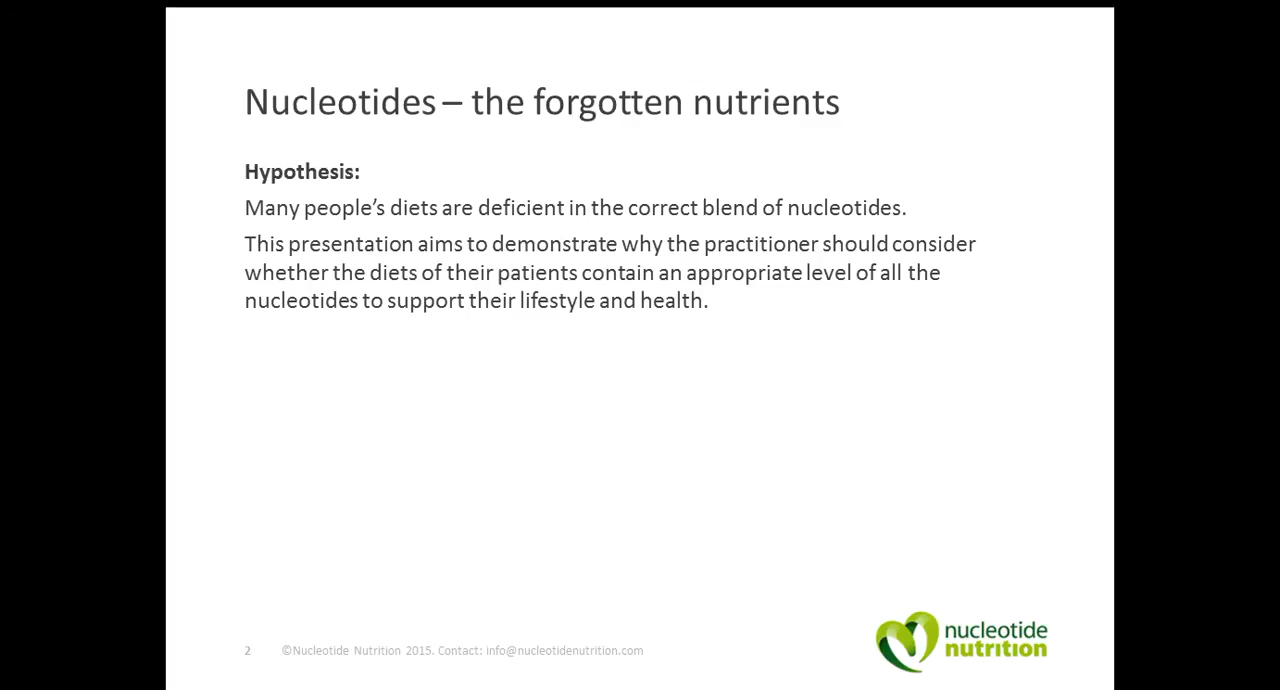 Nucleotides – the forgotten nutrients
Hypothesis:
Many people's diets are deficient in the correct blend of nucleotides.
This presentation aims to demonstrate why the practitioner should consider
whether the diets of their patients contain an appropriate level of all the
nucleotides to support their lifestyle and health.
2 ©Nucleotide Nutrition 2015. Contact: info@nucleotidenutrition.com
nucleotide
nutrition